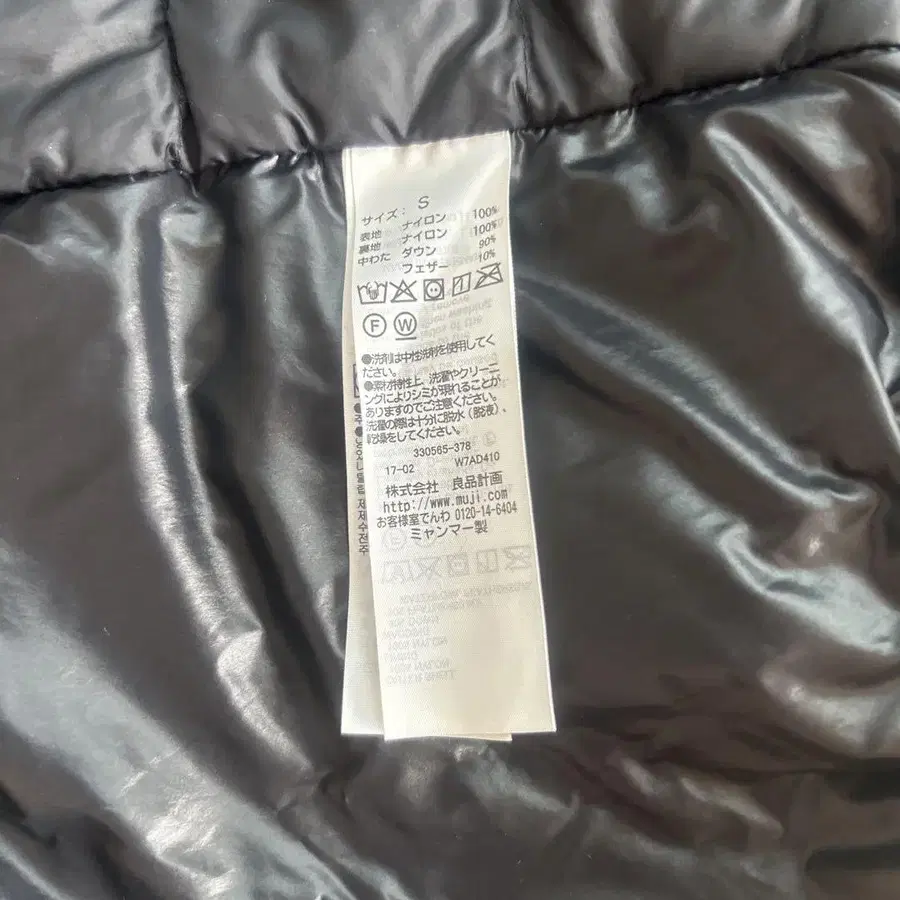 サイズ: S
表地 ナイロン 100%
裏地 ナイロン 100%
中わた ダウン 90%
フェザー 10%
F W
●洗剤は中性洗剤を使用してく
ださい。
●素材特性上、洗濯やクリーニ
ングによりシミが現れることが
ありますのでご注意ください。
洗濯の際は十分に脱水(脱液)、
乾燥をしてください。
330565-378
17-02 W7AD410
株式会社 良品計画
http://www.muji.com
お客様室でんわ 0120-14-6404
ミャンマー製